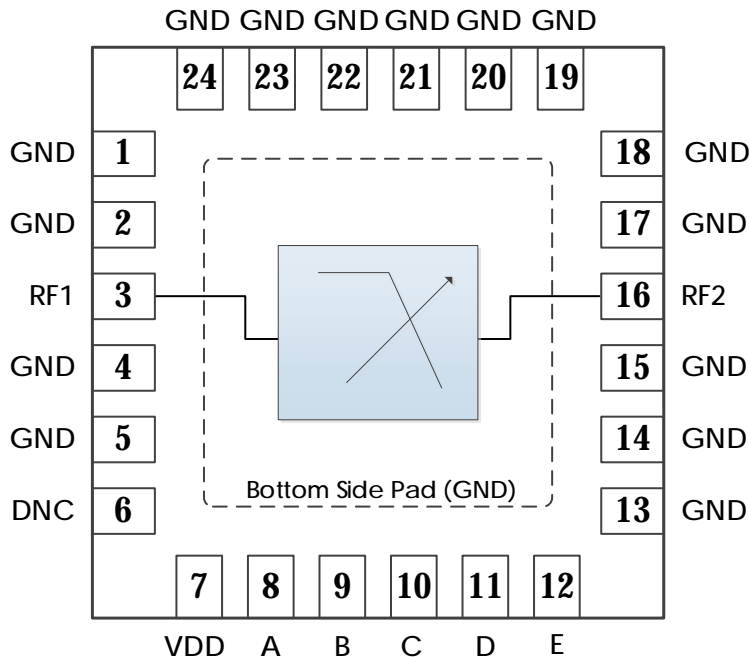 GND GND GND GND GND GND
24 23 22 21 20 19
GND 1 18 GND
GND 2 17 GND
RF1 3 16 RF2
GND 4 15 GND
GND 5 14 GND
Bottom Side Pad (GND)
DNC 6 13 GND
7 8 9 10 11 12
VDD A B C D E